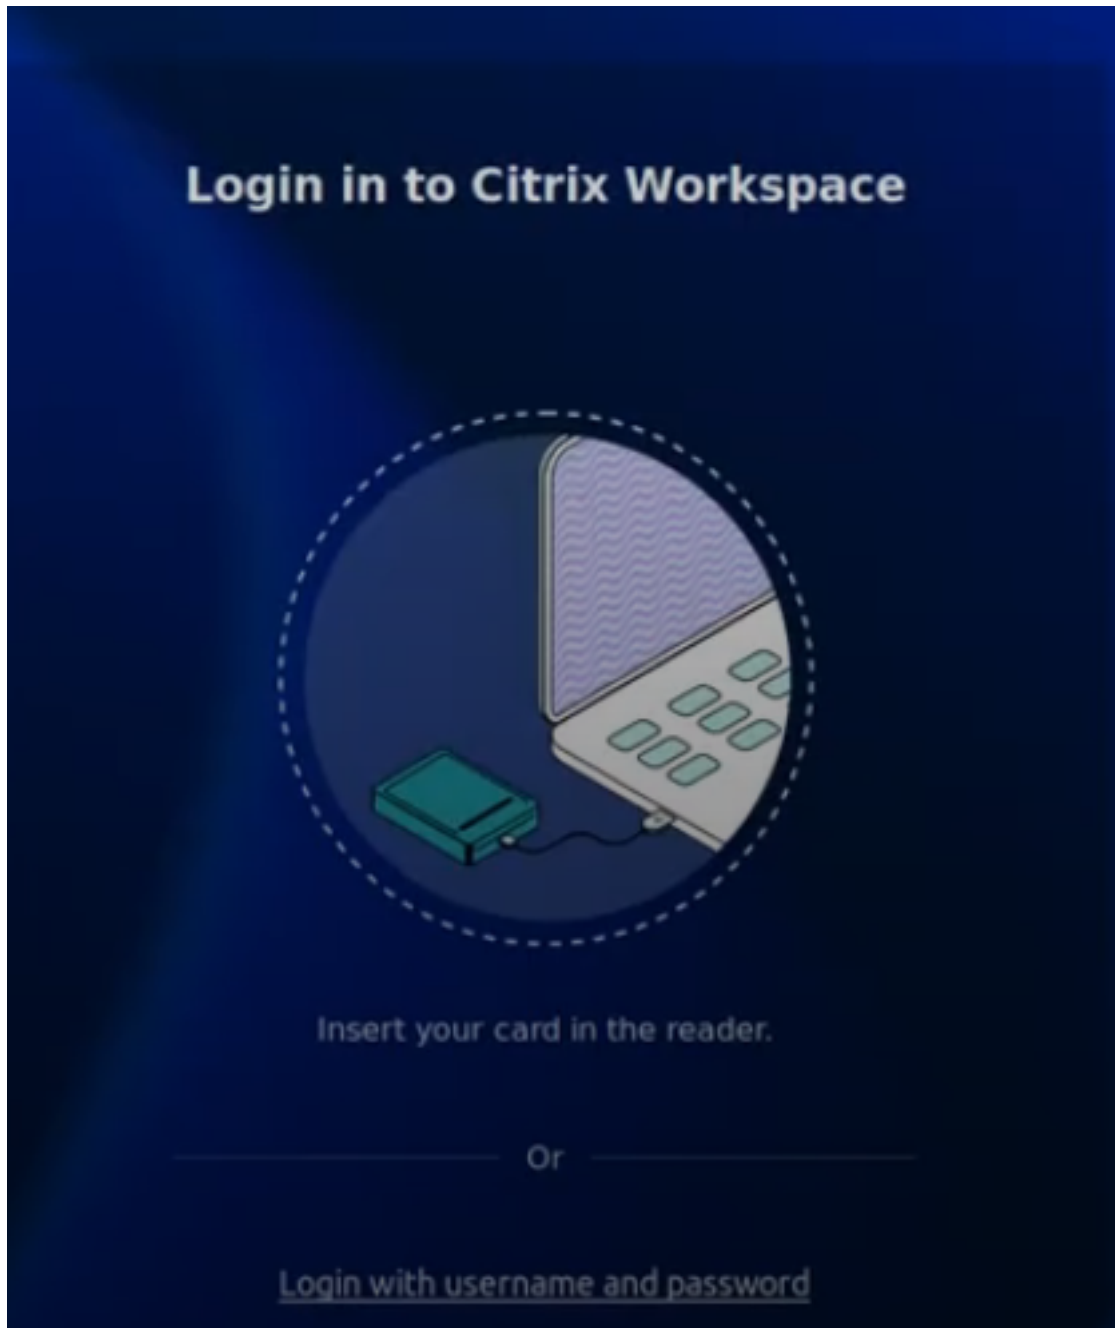 Login in to Citrix Workspace
Insert your card in the reader.
Or
Login with username and password